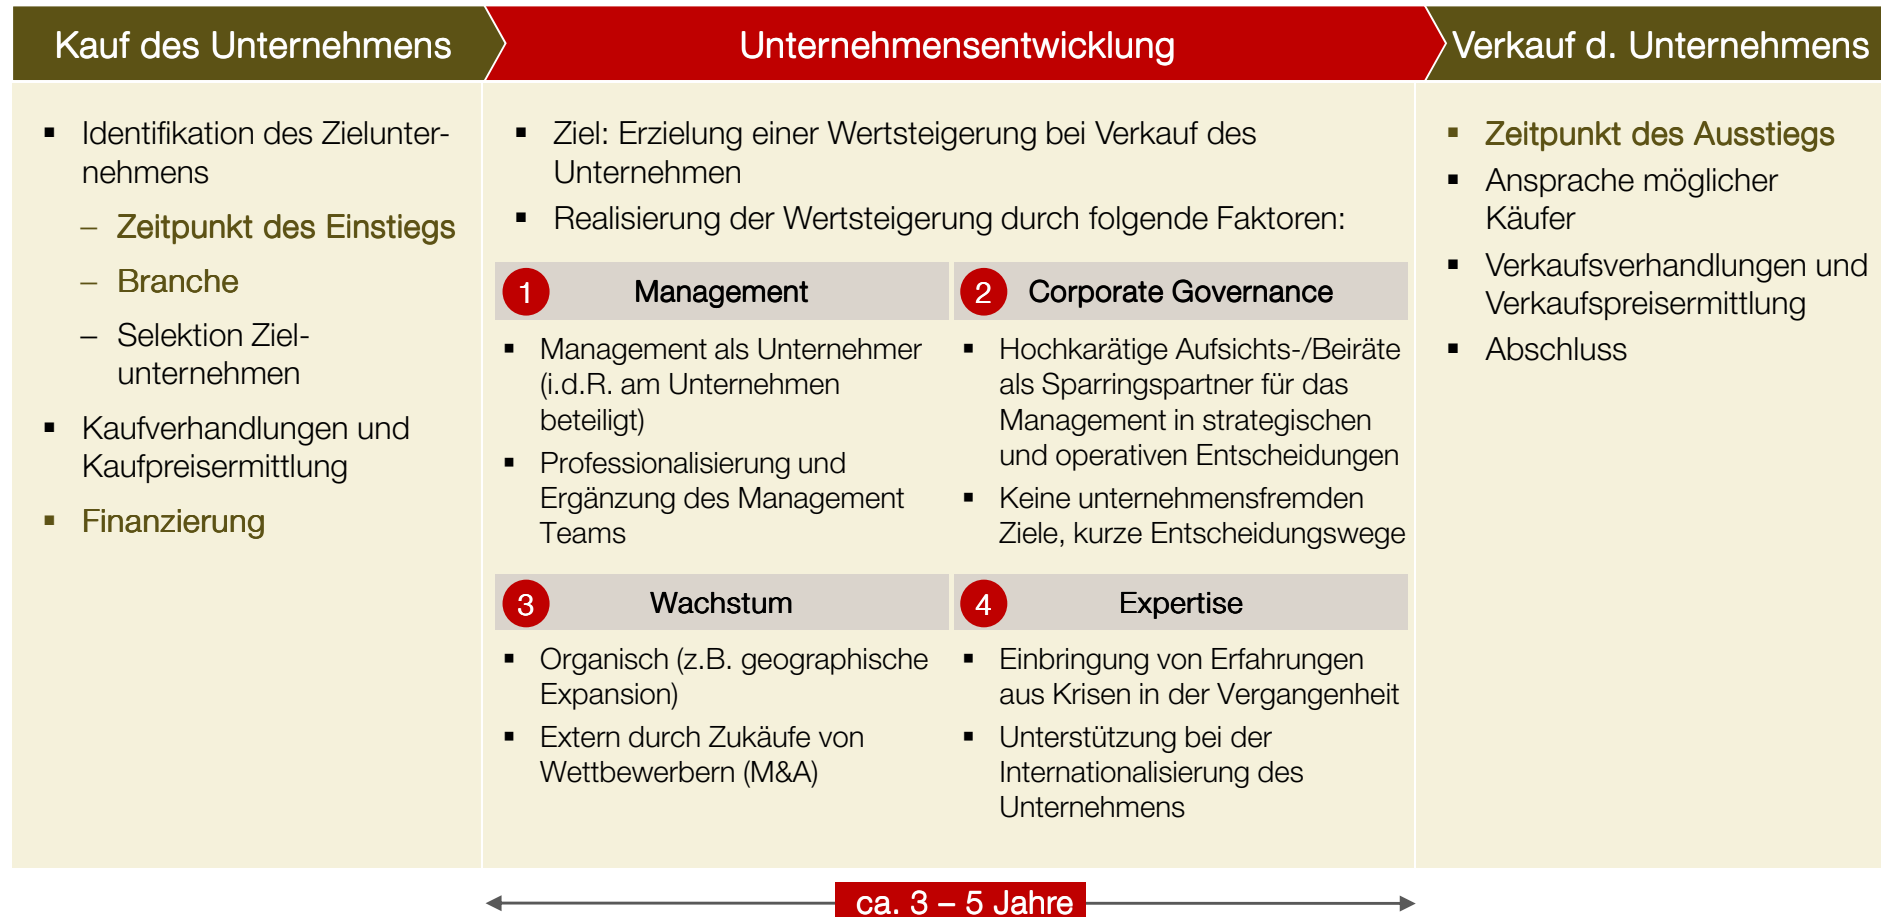 Kauf des Unternehmens
Unternehmensentwicklung
Verkauf d. Unternehmens
▪ Identifikation des Zielunter-
nehmens
– Zeitpunkt des Einstiegs
– Branche
– Selektion Ziel-
unternehmen
▪ Kaufverhandlungen und
Kaufpreisermittlung
▪ Finanzierung
▪ Ziel: Erzielung einer Wertsteigerung bei Verkauf des
Unternehmen
▪ Realisierung der Wertsteigerung durch folgende Faktoren:
1 Management
▪ Management als Unternehmer
(i.d.R. am Unternehmen
beteiligt)
▪ Professionalisierung und
Ergänzung des Management
Teams
2 Corporate Governance
▪ Hochkarätige Aufsichts-/Beiräte
als Sparringspartner für das
Management in strategischen
und operativen Entscheidungen
▪ Keine unternehmensfremden
Ziele, kurze Entscheidungswege
3 Wachstum
▪ Organisch (z.B. geographische
Expansion)
▪ Extern durch Zukäufe von
Wettbewerbern (M&A)
4 Expertise
▪ Einbringung von Erfahrungen
aus Krisen in der Vergangenheit
▪ Unterstützung bei der
Internationalisierung des
Unternehmens
▪ Zeitpunkt des Ausstiegs
▪ Ansprache möglicher
Käufer
▪ Verkaufsverhandlungen und
Verkaufspreisermittlung
▪ Abschluss
ca. 3 – 5 Jahre